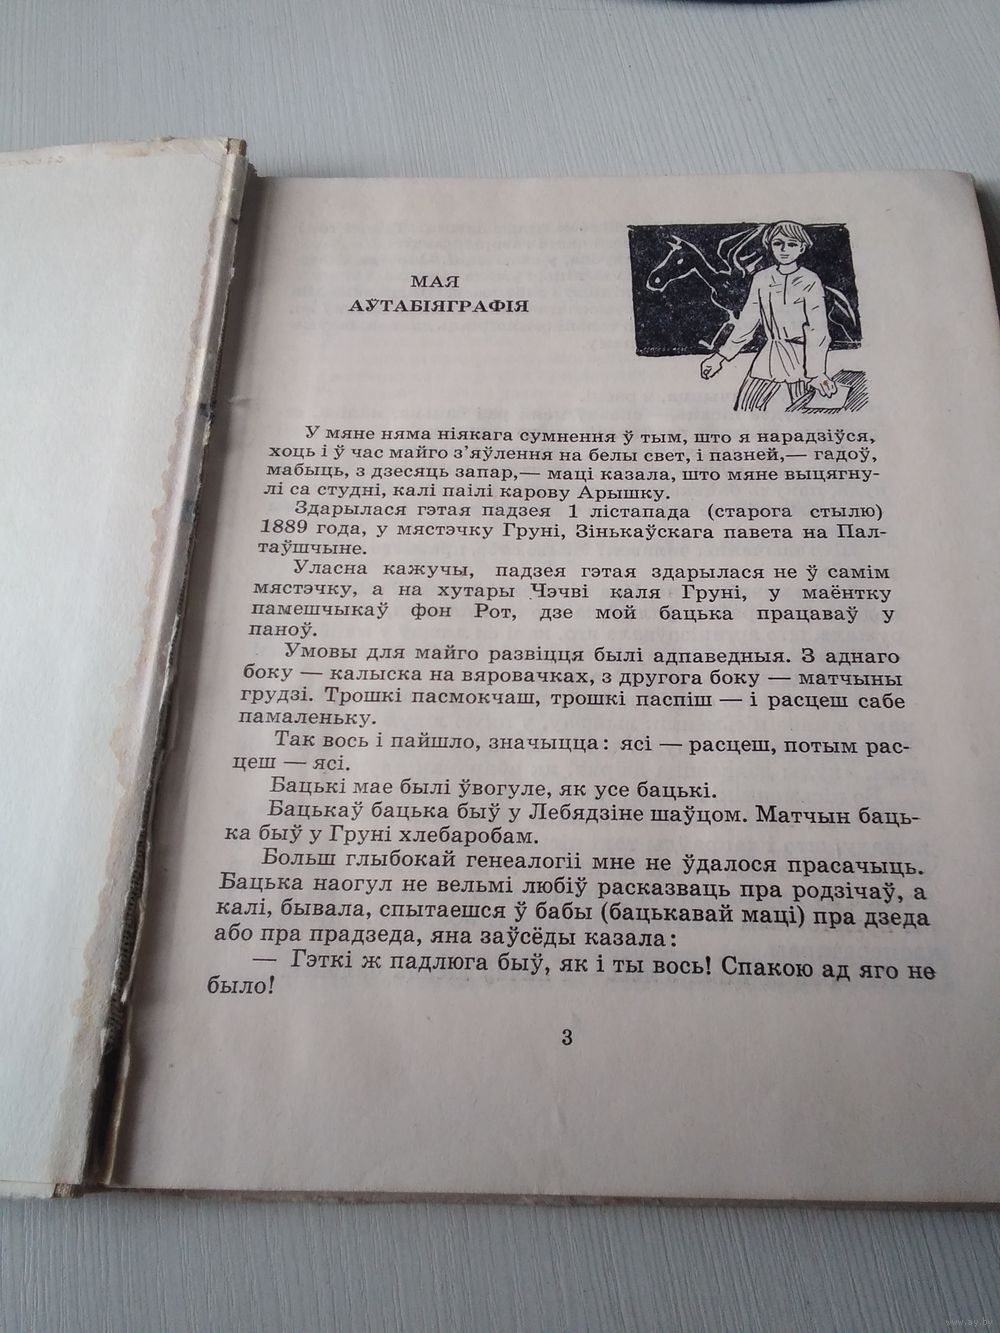 МАЯ
АЎТАБІЯГРАФІЯ
У мяне няма ніякага сумнення ў тым, што я нарадзіўся,
хоць і ў час майго з’яўлення на белы свет, і пазней,— гадоў,
мабыць, з дзесяць запар,— маці казала, што мяне выцягну-
лі са студні, калі паілі карову Арышку.
Здарылася гэтая падзея 1 лістапада (старога стылю)
1889 года, у мястэчку Груні, Зінькаўскага павета на Пал-
таўшчыне.
Уласна кажучы, падзея гэтая здарылася не ў самім
мястэчку, а на хутары Чэчві каля Груні, у маёнтку
памешчыкаў фон Рот, дзе мой бацька працаваў у
паноў.
Умовы для майго развіцця былі адпаведныя. З аднаго
боку — калыска на вяровачках, з другога боку — матчыны
грудзі. Трошкі пасмокчаш, трошкі паспіш — і расцеш сабе
памаленьку.
Так вось і пайшло, значыцца: ясі — расцеш, потым рас-
цеш — ясі.
Бацькі мае былі ўвогуле, як усе бацькі.
Бацькаў бацька быў у Лебядзіне шаўцом. Матчын баць-
ка быў у Груні хлебаробам.
Больш глыбокай генеалогіі мне не ўдалося прасачыць.
Бацька наогул не вельмі любіў расказваць пра родзічаў, а
калі, бывала, спытаешся ў бабы (бацькавай маці) пра дзеда
або пра прадзеда, яна заўсёды казала:
— Гэткі ж падлюга быў, як і ты вось! Спакою ад яго не
было!
3
www.ay.by